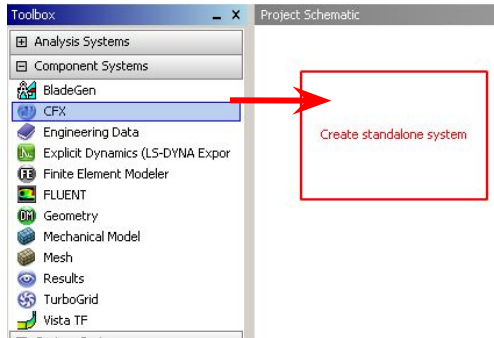 Toolbox
Project Schematic
Analysis Systems
Component Systems
BladeGen
CFX
Engineering Data
Explicit Dynamics (LS-DYNA Expor
Finite Element Modeler
FLUENT
Geometry
Mechanical Model
Mesh
Results
TurboGrid
Vista TF
Create standalone system